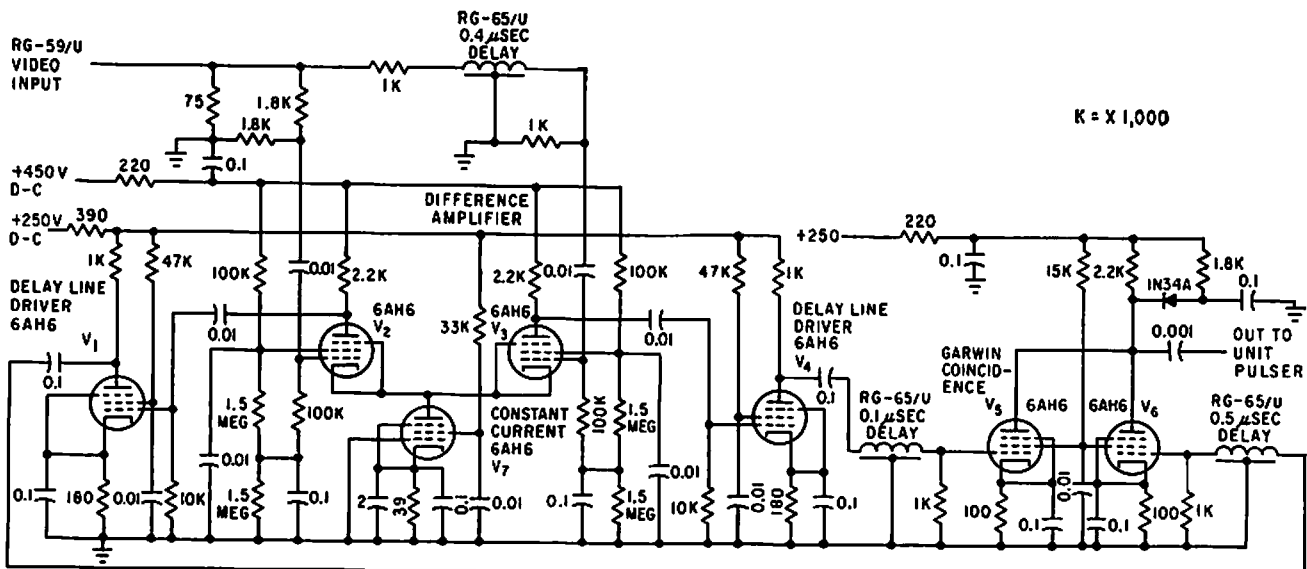 RG-59/U
VIDEO
INPUT
RG-65/U
0.4 μSEC
DELAY
1K
75
1.8K
1.8K
1K
0.1
K = X 1,000
+450V
D-C
220
+250V
D-C
390
DIFFERENCE
AMPLIFIER
+250
220
1K
47K
100K
0.01
2.2K
33K
2.2K
0.01
100K
47K
1K
0.1
15K
2.2K
1N34A
1.8K
0.1
DELAY LINE
DRIVER
6AH6
V1
0.1
0.01
6AH6
V2
6AH6
V3
0.01
DELAY LINE
DRIVER
6AH6
V4
0.1
0.001
OUT TO
UNIT
PULSER
GARWIN
COINCID-
ENCE
V5
6AH6
6AH6
V6
RG-65/U
0.1 μSEC
DELAY
RG-65/U
0.5 μSEC
DELAY
1.5
MEG
100K
CONSTANT
CURRENT
6AH6
V7
100K
1.5
MEG
0.1
180
0.01
10K
0.01
1.5
MEG
0.1
2
39
0.1
0.01
0.1
1.5
MEG
0.01
10K
0.01
180
0.1
1K
100
0.1
0.01
0.1
100
1K